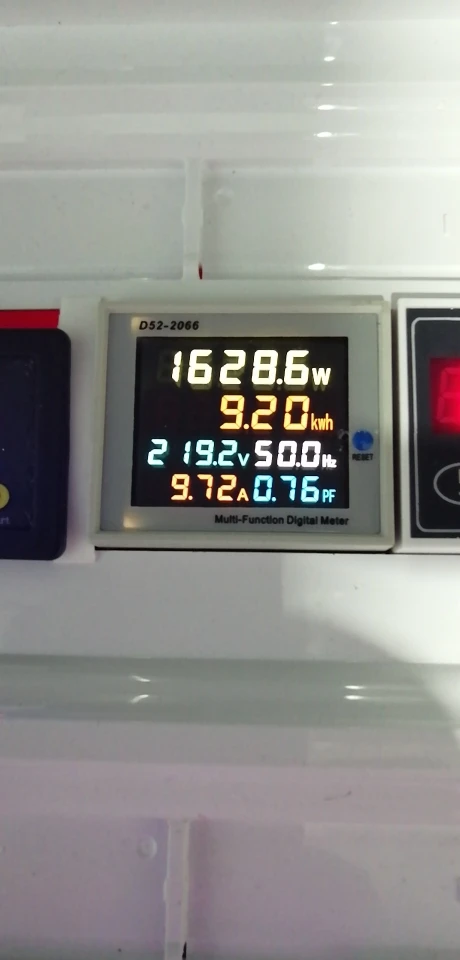 D52-2066
1628.6W
9.20kwh
219.2V 50.0Hz
9.72A 0.76PF
RESET
Multi-Function Digital Meter